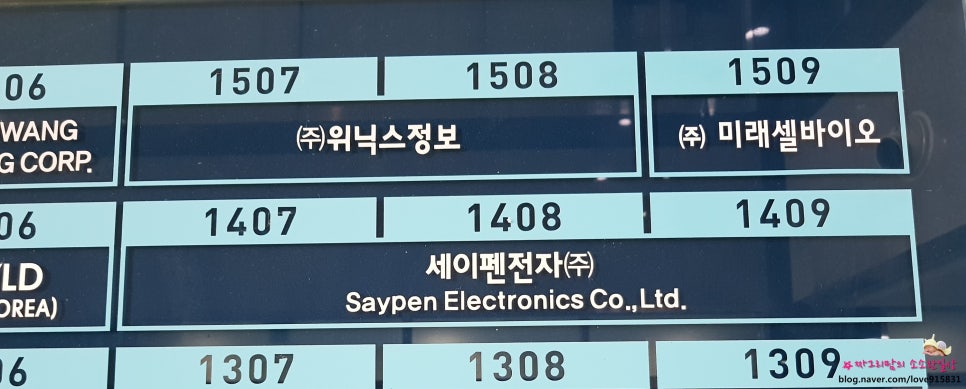 06 1507 1508 1509
WANG
G CORP.
㈜위닉스정보
㈜ 미래셀바이오
06 1407 1408 1409
LD
OREA)
세이펜전자㈜
Saypen Electronics Co.,Ltd.
06 1307 1308 1309
blog.naver.com/love915831